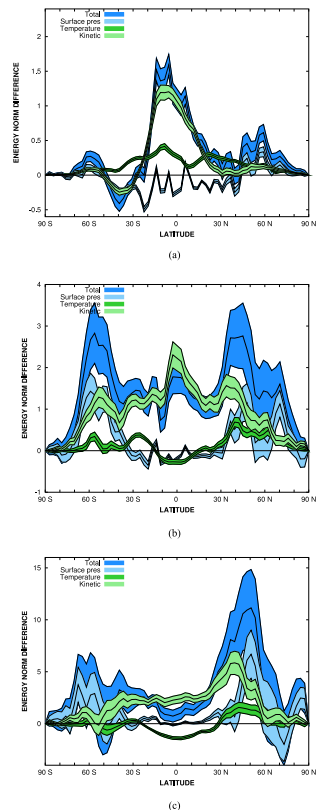 Total
Surface pres
Temperature
Kinetic
ENERGY NORM DIFFERENCE
2
1.5
1
0.5
0
-0.5
90 S 60 S 30 S 0 N 30 N 60 N 90 N
LATITUDE
(a)
Total
Surface pres
Temperature
Kinetic
ENERGY NORM DIFFERENCE
4
3
2
1
0
-1
90 S 60 S 30 S 0 N 30 N 60 N 90 N
LATITUDE
(b)
Total
Surface pres
Temperature
Kinetic
ENERGY NORM DIFFERENCE
15
10
5
0
90 S 60 S 30 S 0 N 30 N 60 N 90 N
LATITUDE
(c)